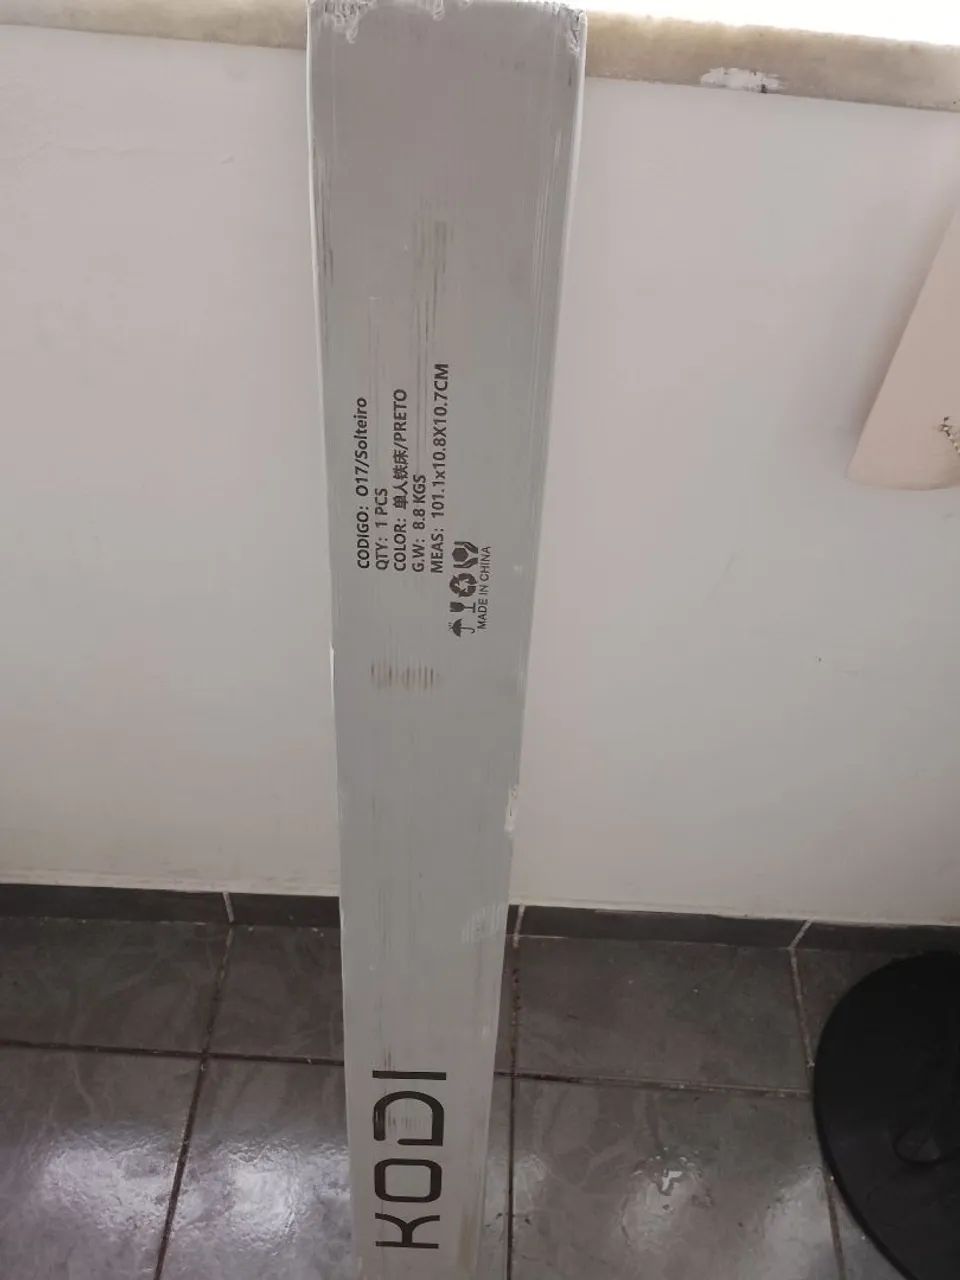 CODIGO: O17/Solteiro
QTY: 1 PCS
COLOR: 单人铁床/PRETO
G.W: 8.8 KGS
MEAS: 101.1x10.8X10.7CM
MADE IN CHINA
KODI